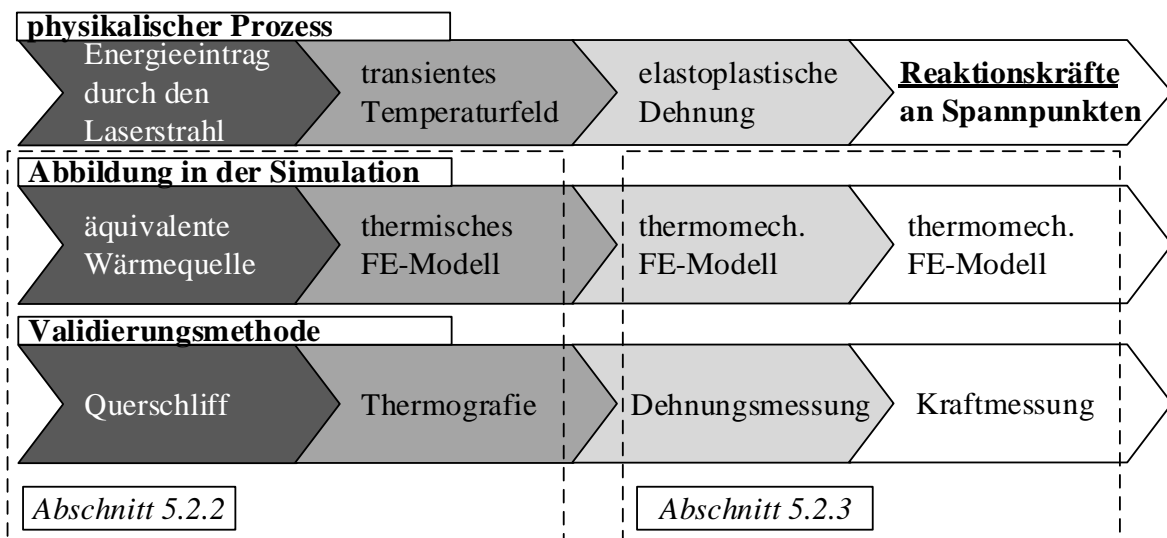 physikalischer Prozess
Energieeintrag
durch den
Laserstrahl
transientes
Temperaturfeld
elastoplastische
Dehnung
Reaktionskräfte
an Spannpunkten
Abbildung in der Simulation
äquivalente
Wärmequelle
thermisches
FE-Modell
thermomech.
FE-Modell
thermomech.
FE-Modell
Validierungsmethode
Querschliff
Thermografie
Dehnungsmessung
Kraftmessung
Abschnitt 5.2.2
Abschnitt 5.2.3